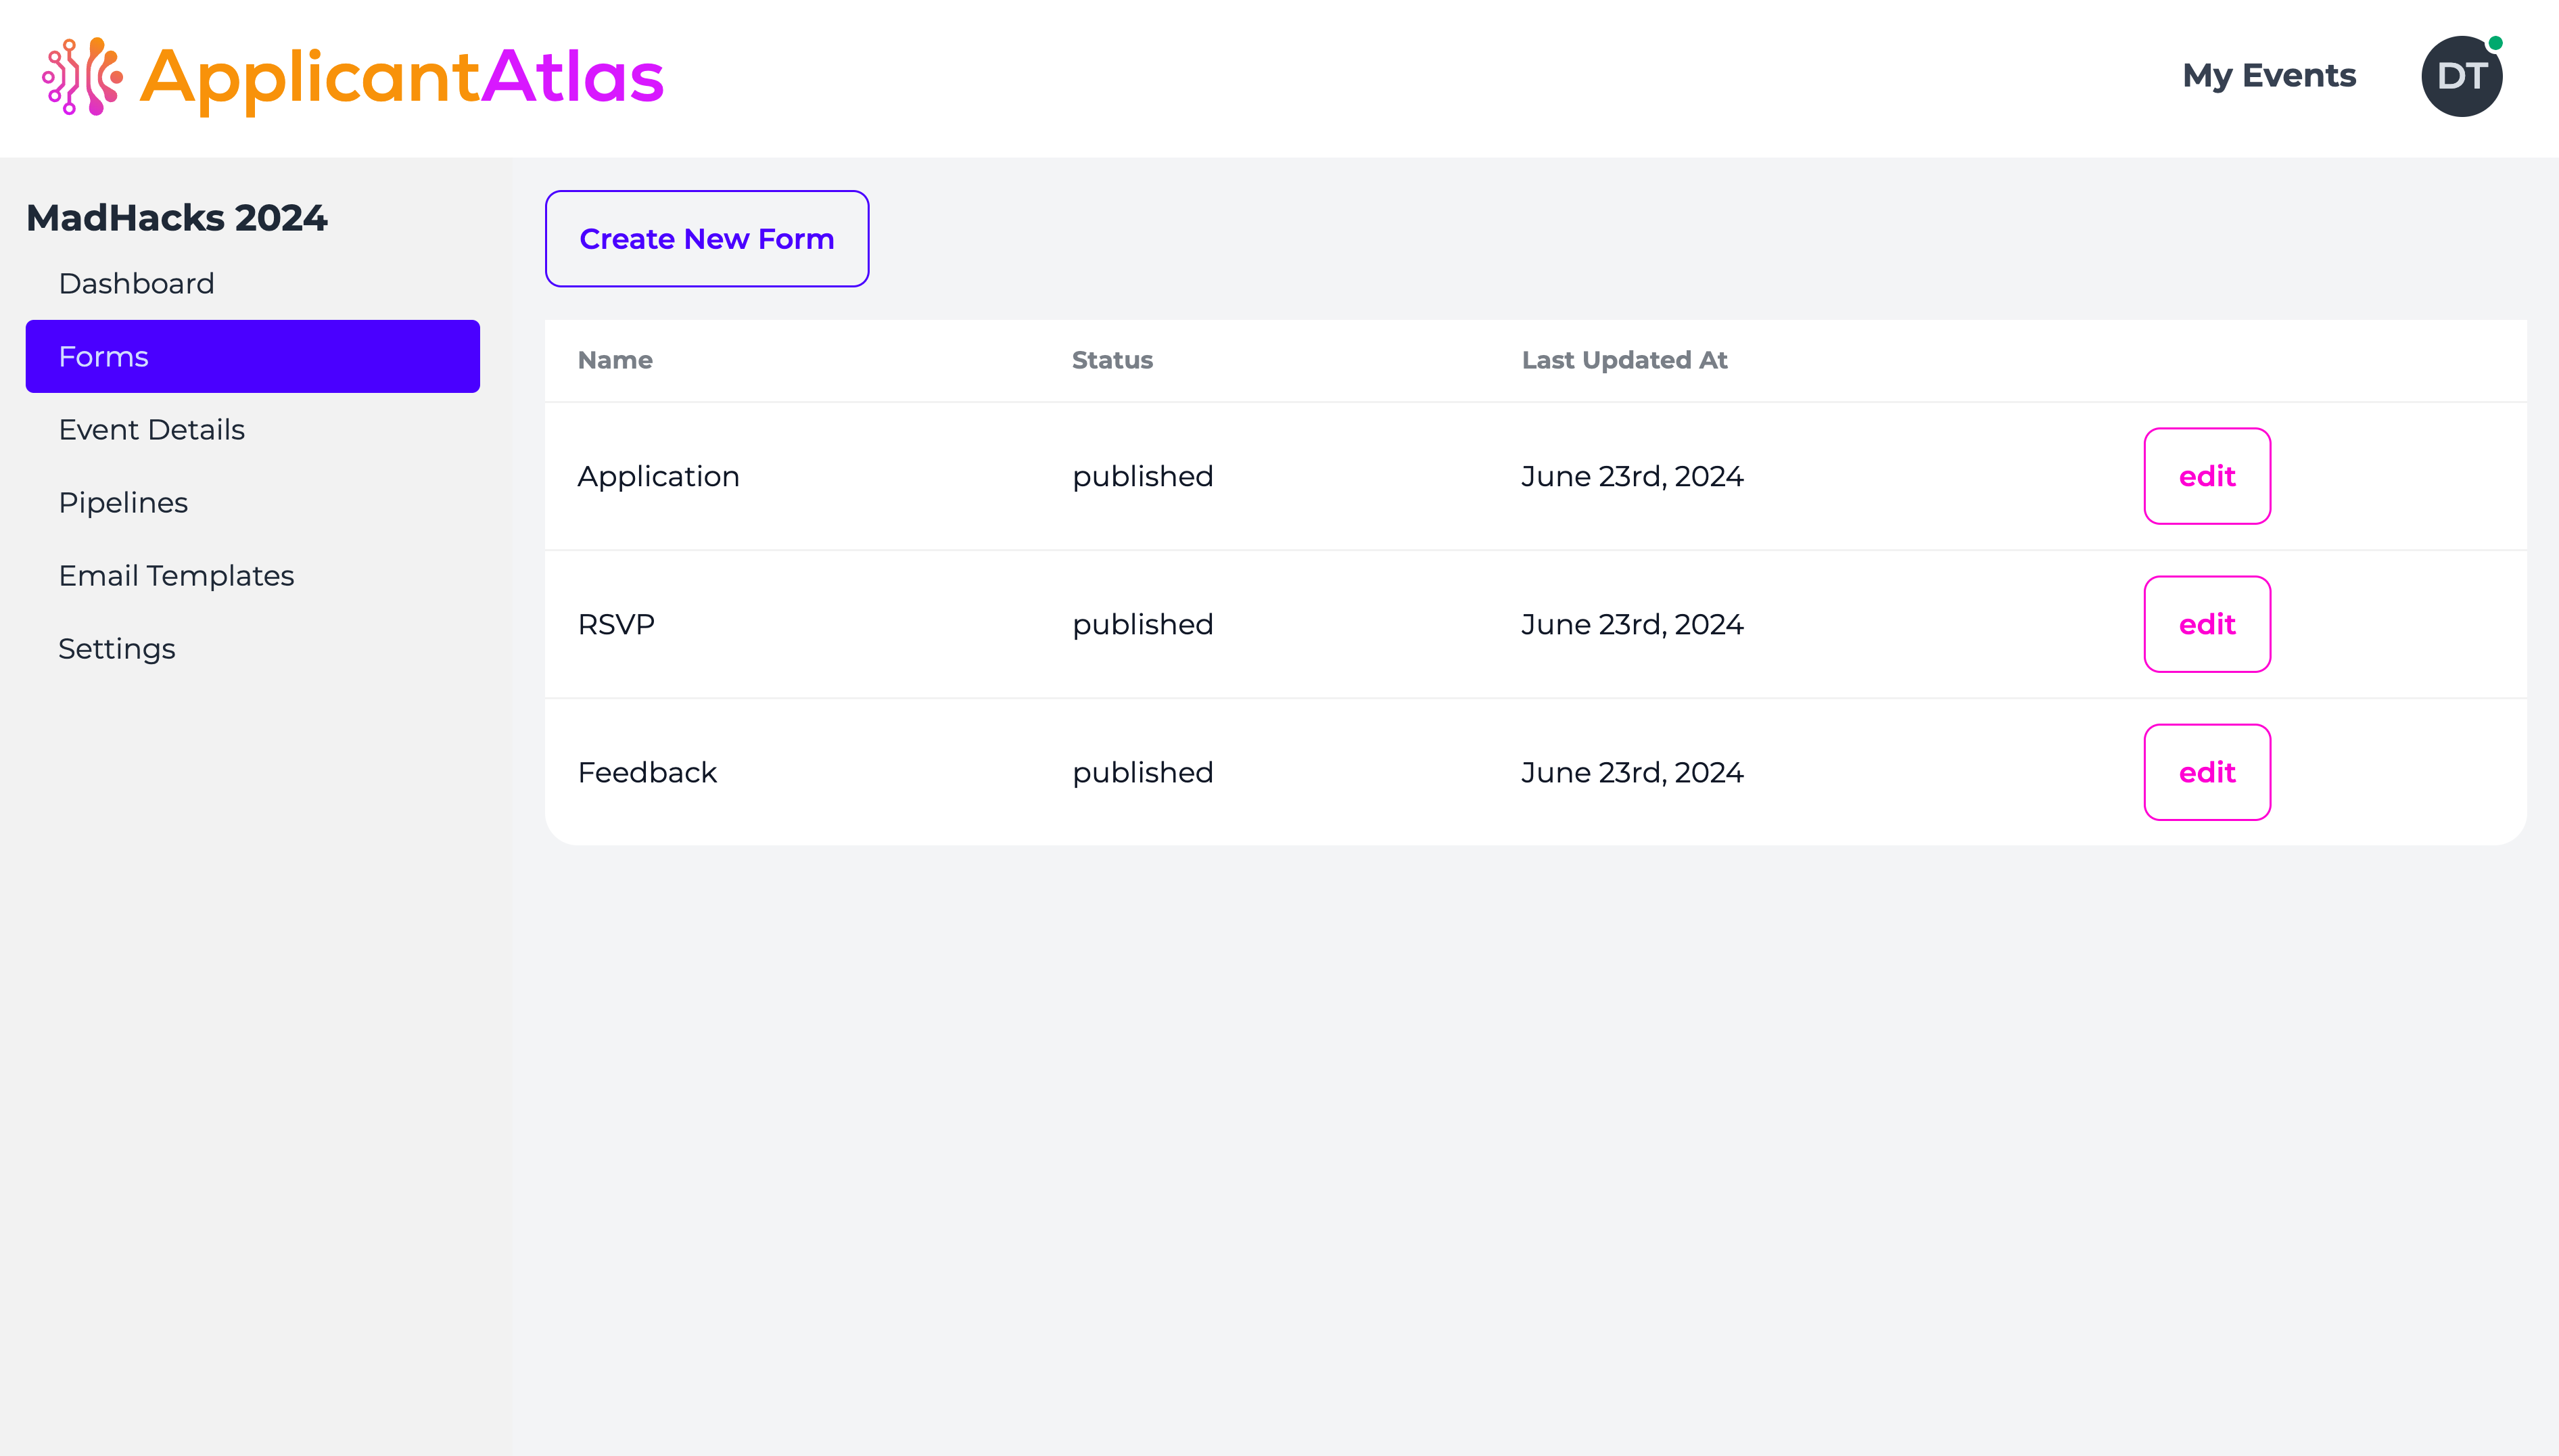 ApplicantAtlas
My Events
DT
MadHacks 2024
Dashboard
Forms
Event Details
Pipelines
Email Templates
Settings
Create New Form
Name Status Last Updated At
Application published June 23rd, 2024 edit
RSVP published June 23rd, 2024 edit
Feedback published June 23rd, 2024 edit